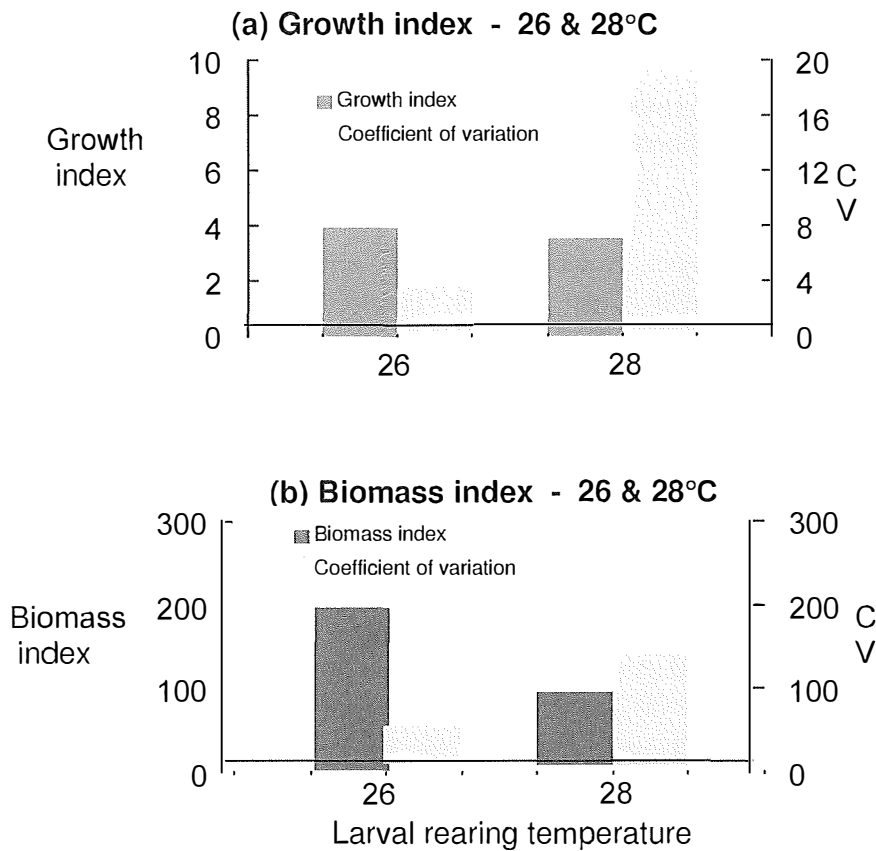 (a) Growth index - 26 & 28°C
10
8
6
4
2
0
Growth
index
Growth index
Coefficient of variation
20
16
12
8
4
0
C
V
26
28
(b) Biomass index - 26 & 28°C
300
200
100
0
Biomass
index
Biomass index
Coefficient of variation
300
200
100
0
C
V
26
28
Larval rearing temperature